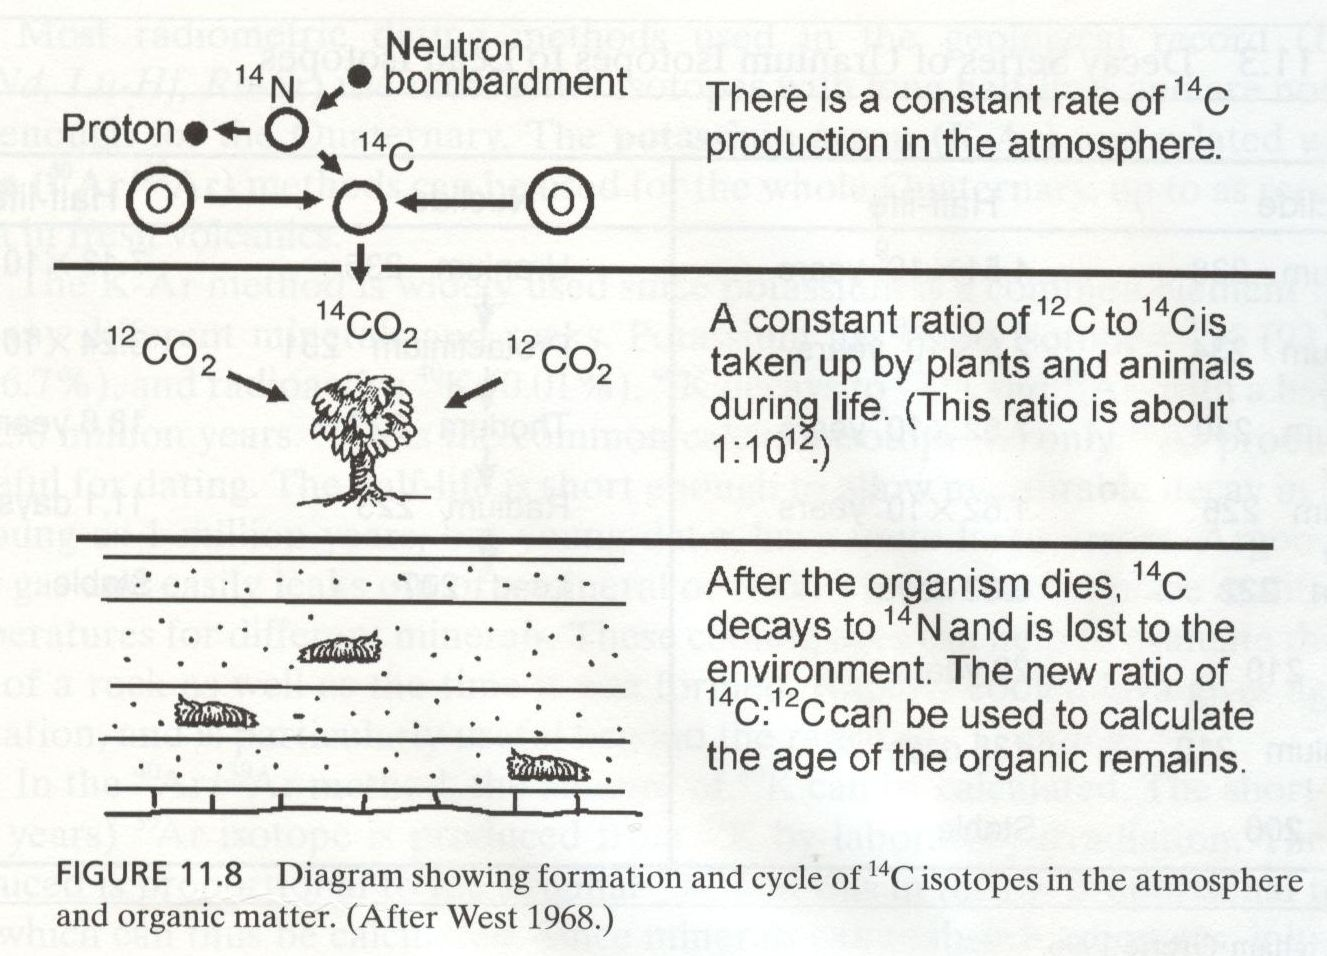 Neutron
bombardment
¹⁴N
Proton
¹⁴C
O
O
There is a constant rate of ¹⁴C
production in the atmosphere.
¹²CO₂
¹⁴CO₂
¹²CO₂
A constant ratio of ¹²C to ¹⁴C is
taken up by plants and animals
during life. (This ratio is about
1:10¹².)
After the organism dies, ¹⁴C
decays to ¹⁴N and is lost to the
environment. The new ratio of
¹⁴C:¹²C can be used to calculate
the age of the organic remains.
FIGURE 11.8 Diagram showing formation and cycle of ¹⁴C isotopes in the atmosphere
and organic matter. (After West 1968.)